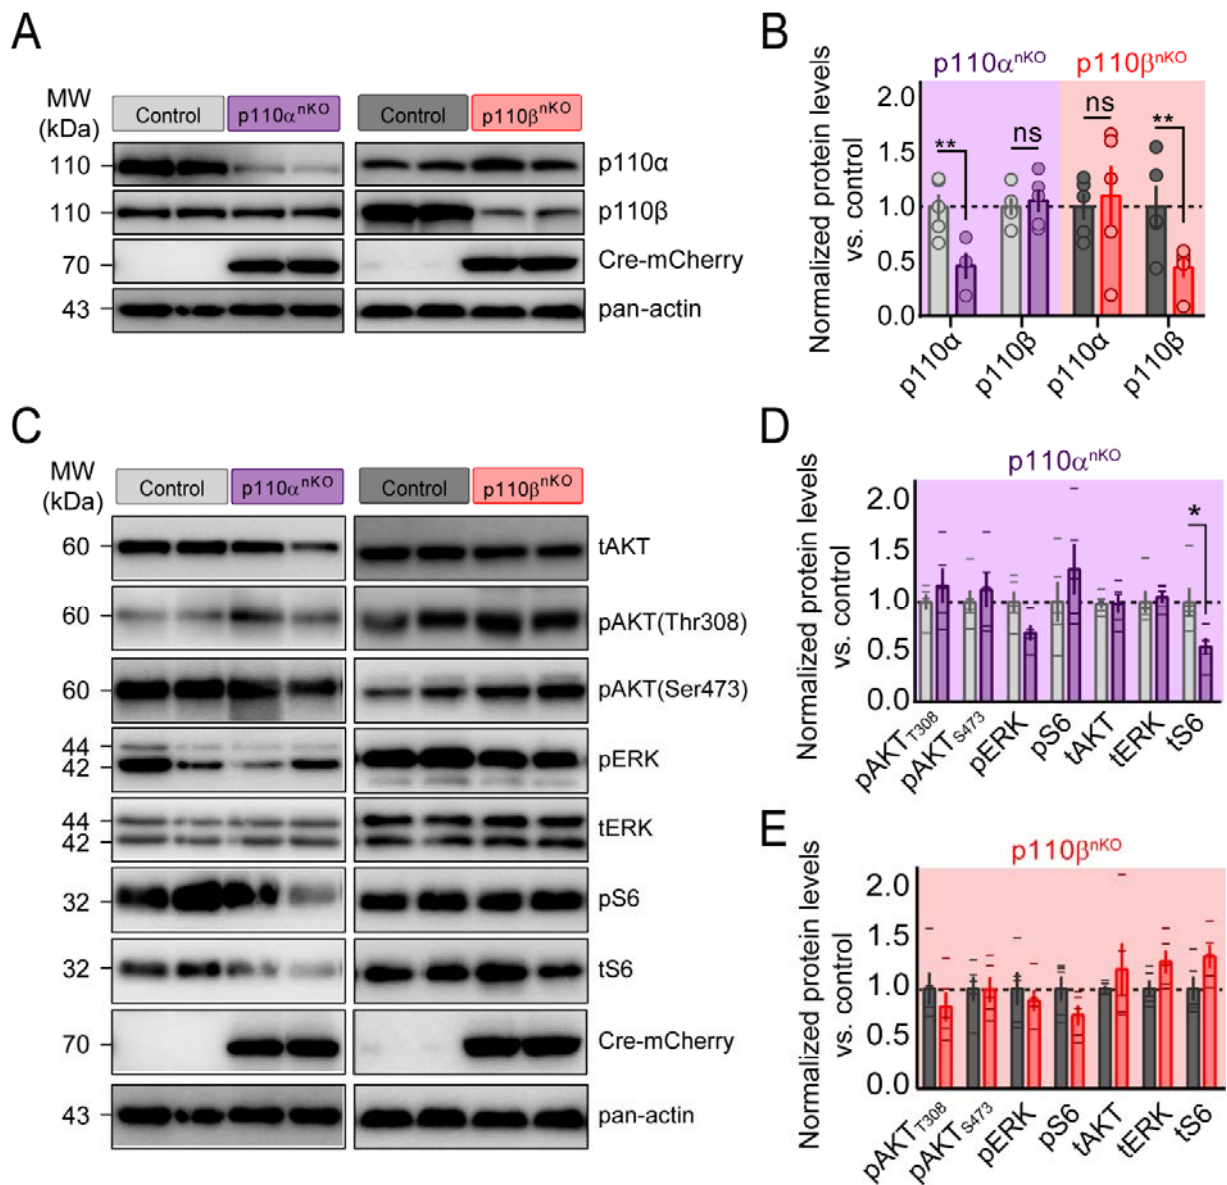 A
MW
(kDa)
Control
p110αnKO
Control
p110βnKO
110
p110α
110
p110β
70
Cre-mCherry
43
pan-actin
B
p110αnKO
p110βnKO
Normalized protein levels
vs. control
2.0
1.5
1.0
0.5
0.0
**
ns
ns
**
p110α
p110β
p110α
p110β
C
MW
(kDa)
Control
p110αnKO
Control
p110βnKO
60
tAKT
60
pAKT(Thr308)
60
pAKT(Ser473)
44
42
pERK
44
42
tERK
32
pS6
32
tS6
70
Cre-mCherry
43
pan-actin
D
p110αnKO
Normalized protein levels
vs. control
2.0
1.5
1.0
0.5
0.0
*
pAKTT308
pAKTS473
pERK
pS6
tAKT
tERK
tS6
E
p110βnKO
Normalized protein levels
vs. control
2.0
1.5
1.0
0.5
0.0
pAKTT308
pAKTS473
pERK
pS6
tAKT
tERK
tS6